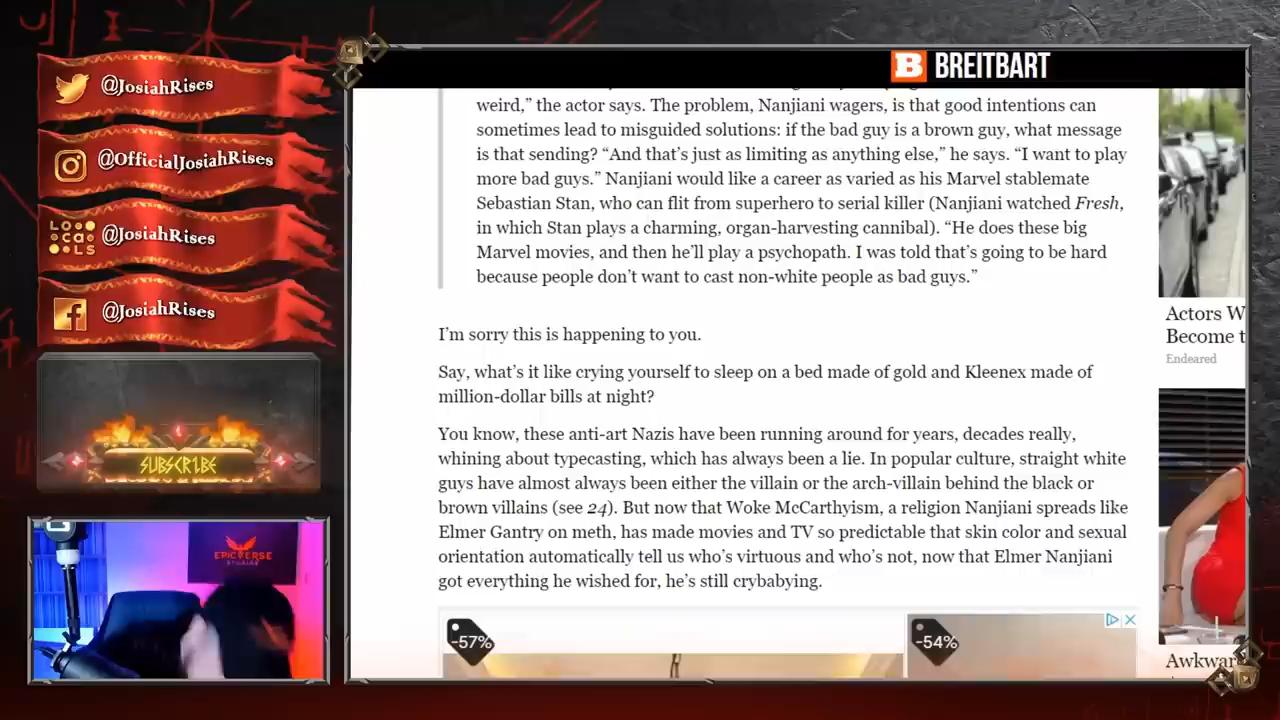 @JosiahRises
@OfficialJosiahRises
LOCALS
@JosiahRises
@JosiahRises
SUBSCRIBE
EPICVERSE
STUDIOS
B BREITBART
weird,” the actor says. The problem, Nanjiani wagers, is that good intentions can
sometimes lead to misguided solutions: if the bad guy is a brown guy, what message
is that sending? “And that’s just as limiting as anything else,” he says. “I want to play
more bad guys.” Nanjiani would like a career as varied as his Marvel stablemate
Sebastian Stan, who can flit from superhero to serial killer (Nanjiani watched Fresh,
in which Stan plays a charming, organ-harvesting cannibal). “He does these big
Marvel movies, and then he’ll play a psychopath. I was told that’s going to be hard
because people don’t want to cast non-white people as bad guys.”
I’m sorry this is happening to you.
Say, what’s it like crying yourself to sleep on a bed made of gold and Kleenex made of
million-dollar bills at night?
You know, these anti-art Nazis have been running around for years, decades really,
whining about typecasting, which has always been a lie. In popular culture, straight white
guys have almost always been either the villain or the arch-villain behind the black or
brown villains (see 24). But now that Woke McCarthyism, a religion Nanjiani spreads like
Elmer Gantry on meth, has made movies and TV so predictable that skin color and sexual
orientation automatically tell us who’s virtuous and who’s not, now that Elmer Nanjiani
got everything he wished for, he’s still crybabying.
-57%
-54%
Actors W
Become t
Endeared
Awkwar